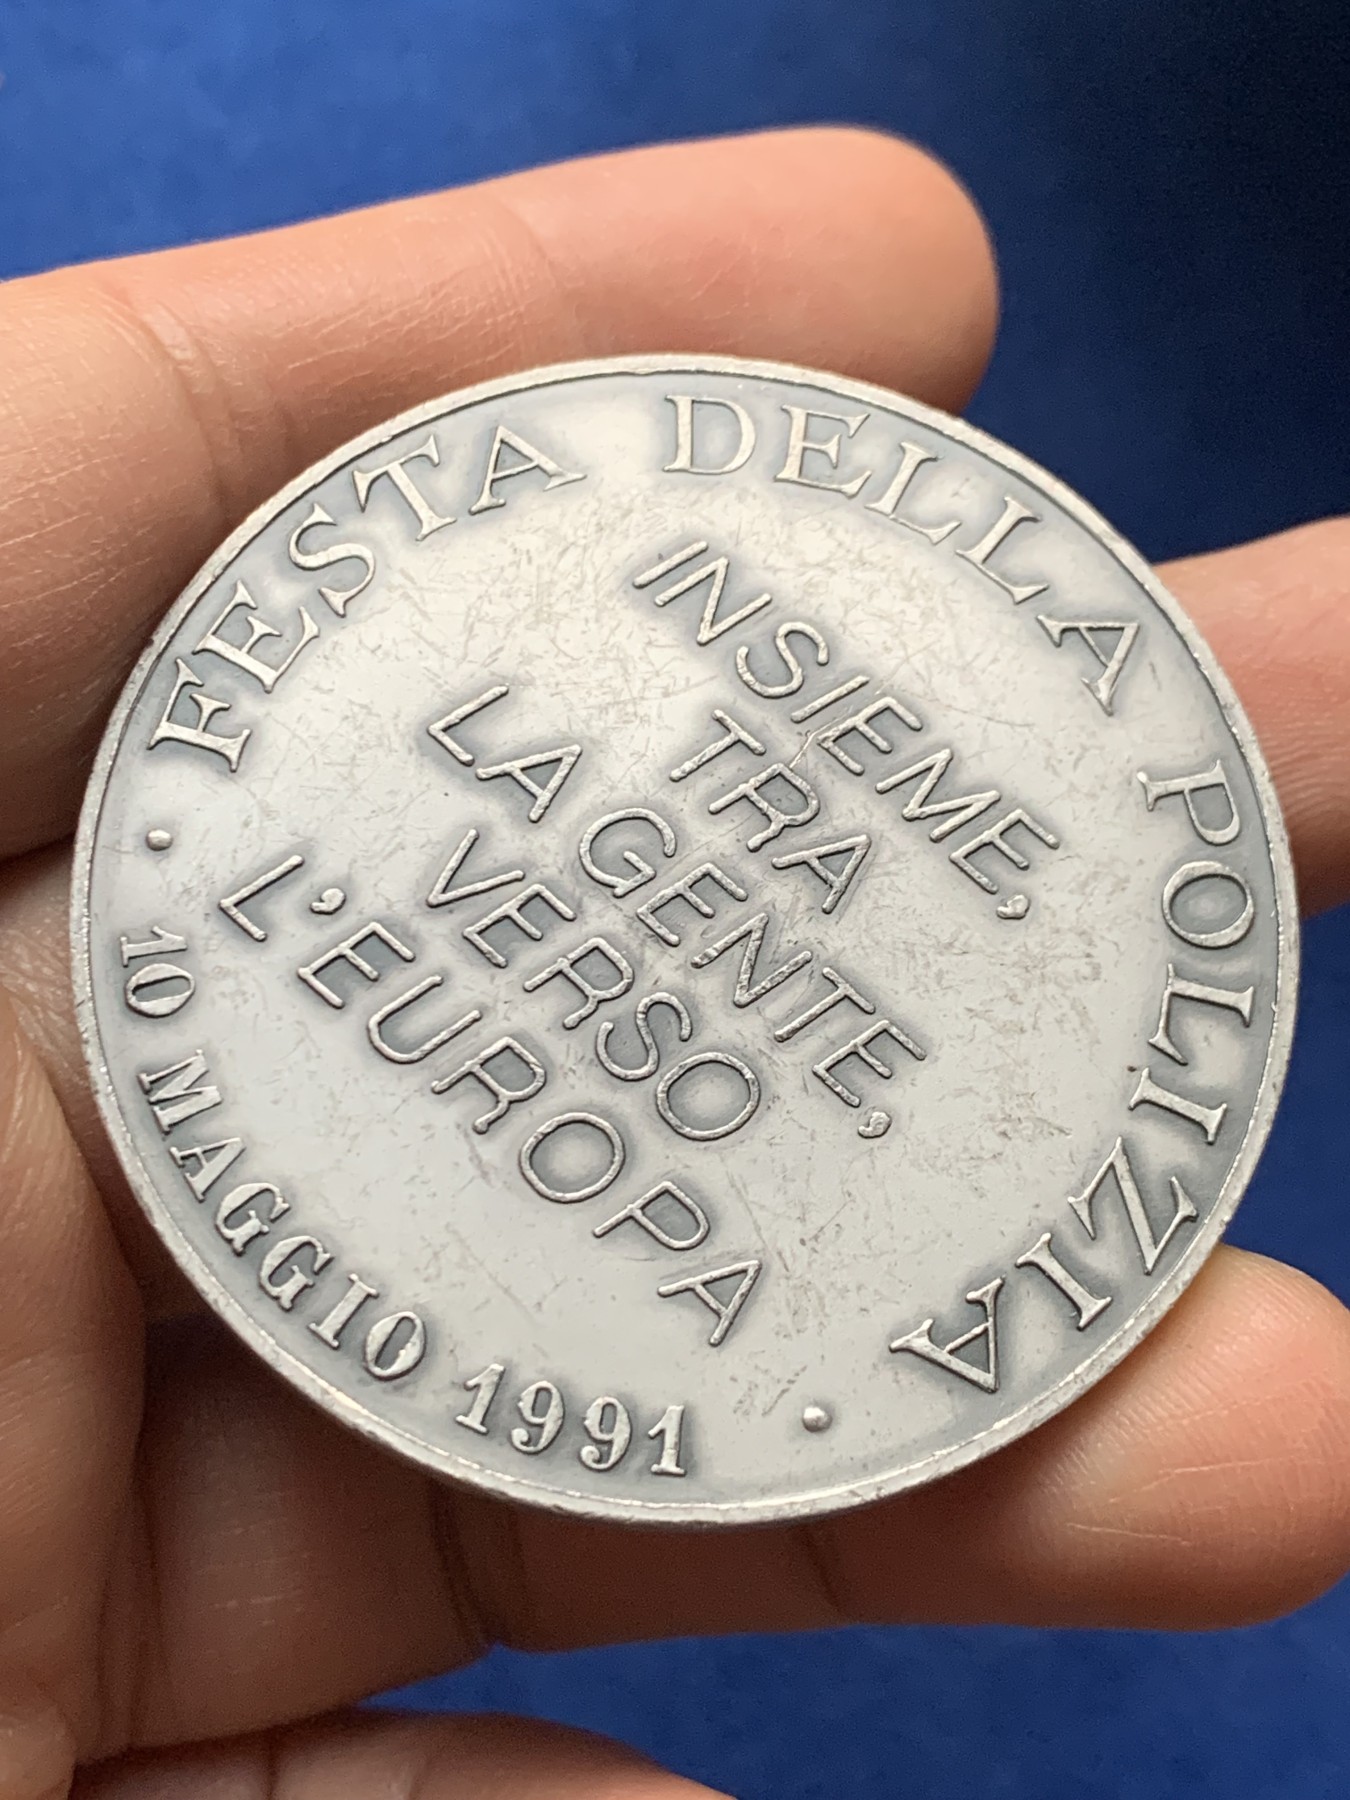 FESTA DELLA POLIZIA
INSIEME,
TRA
LA GENTE,
VERSO
L'EUROPA
· 10 MAGGIO 1991 ·